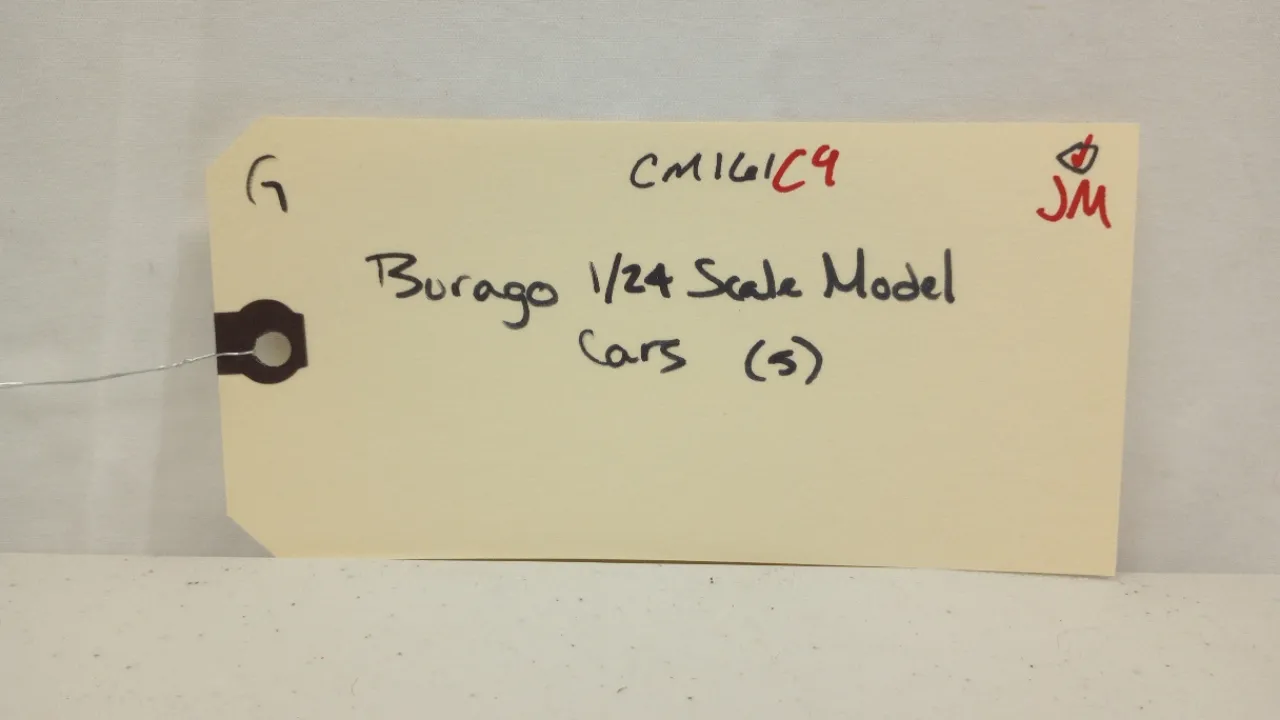 G CM161C9
JM
Burago 1/24 Scale Model
Cars (5)